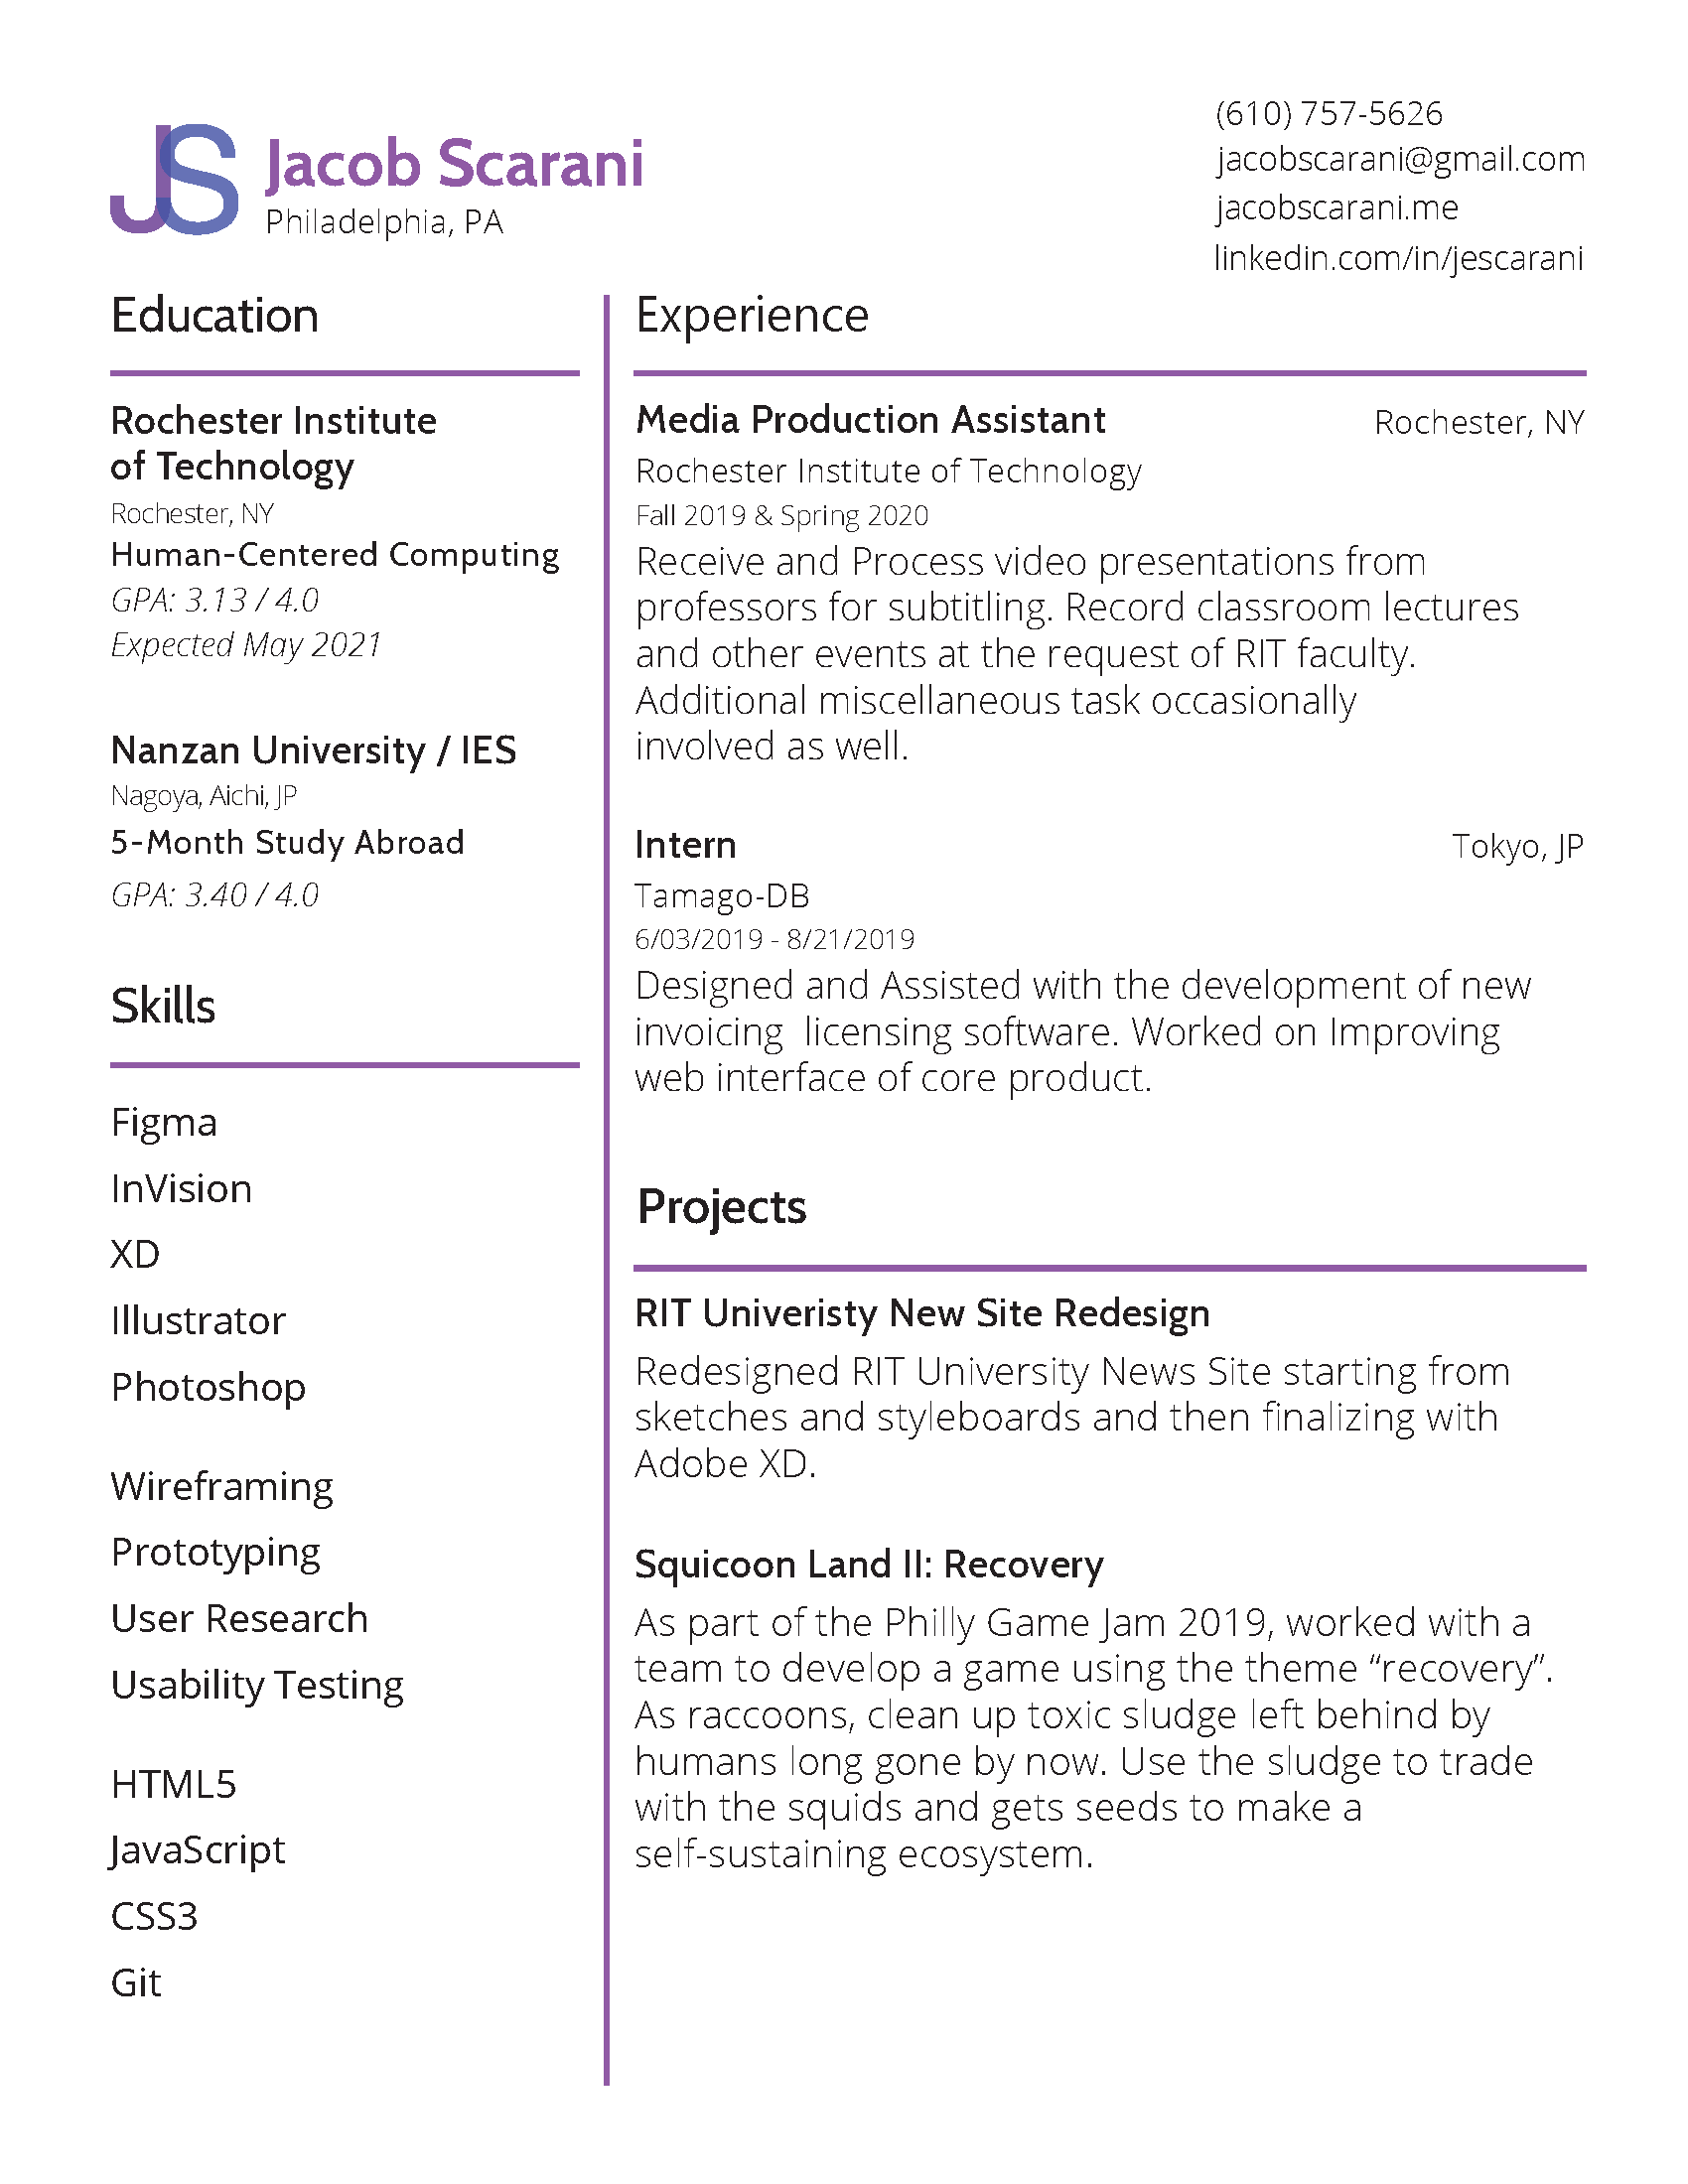 JS
Jacob Scarani
Philadelphia, PA
(610) 757-5626
jacobscarani@gmail.com
jacobscarani.me
linkedin.com/in/jescarani
Education
Rochester Institute
of Technology
Rochester, NY
Human-Centered Computing
GPA: 3.13 / 4.0
Expected May 2021
Nanzan University / IES
Nagoya, Aichi, JP
5-Month Study Abroad
GPA: 3.40 / 4.0
Skills
Figma
InVision
XD
Illustrator
Photoshop
Wireframing
Prototyping
User Research
Usability Testing
HTML5
JavaScript
CSS3
Git
Experience
Media Production Assistant
Rochester, NY
Rochester Institute of Technology
Fall 2019 & Spring 2020
Receive and Process video presentations from
professors for subtitling. Record classroom lectures
and other events at the request of RIT faculty.
Additional miscellaneous task occasionally
involved as well.
Intern
Tokyo, JP
Tamago-DB
6/03/2019 - 8/21/2019
Designed and Assisted with the development of new
invoicing  licensing software. Worked on Improving
web interface of core product.
Projects
RIT Univeristy New Site Redesign
Redesigned RIT University News Site starting from
sketches and styleboards and then finalizing with
Adobe XD.
Squicoon Land II: Recovery
As part of the Philly Game Jam 2019, worked with a
team to develop a game using the theme “recovery”.
As raccoons, clean up toxic sludge left behind by
humans long gone by now. Use the sludge to trade
with the squids and gets seeds to make a
self-sustaining ecosystem.